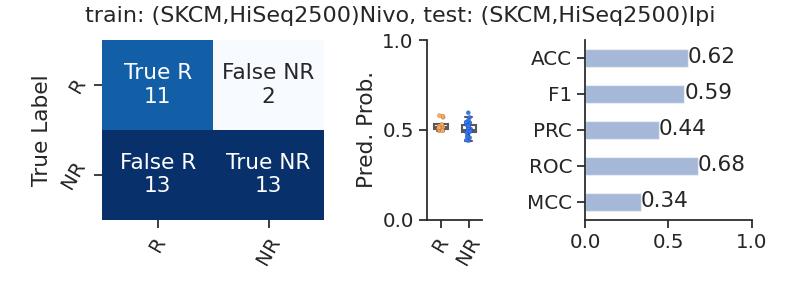 train: (SKCM,HiSeq2500)Nivo, test: (SKCM,HiSeq2500)Ipi
True Label
R
NR
True R
11
False NR
2
False R
13
True NR
13
R
NR
Pred. Prob.
1.0
0.5
0.0
R
NR
ACC
0.62
F1
0.59
PRC
0.44
ROC
0.68
MCC
0.34
0.0
0.5
1.0